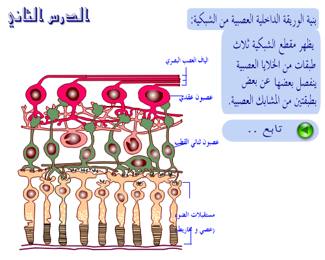 الدرس الثاني
بنية الوريقة الداخلية العصبية من الشبكية:
يظهر مقطع الشبكية ثلاث
طبقات من الخلايا العصبية
ينفصل بعضها عن بعض
بطبقتين من المشابك العصبية.
تابع ..
الياف العصب البصري
عصبون عقدي
عصبون ثنائي القطب
مستقبلات الضوء